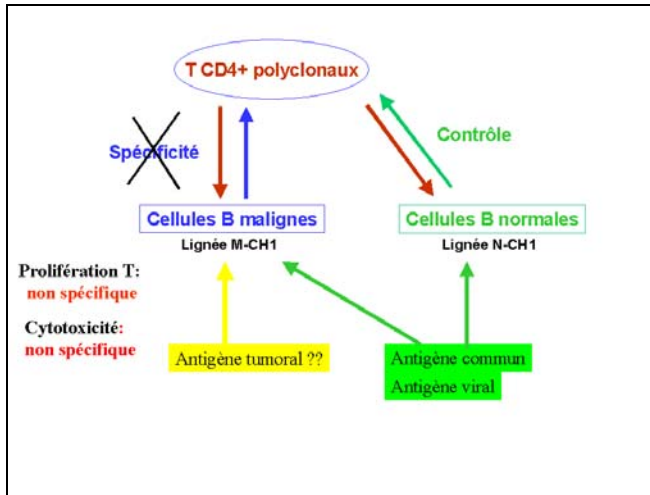 T CD4+ polyclonaux
Contrôle
Spécificité
Cellules B malignes
Cellules B normales
Lignée M-CH1
Lignée N-CH1
Prolifération T:
non spécifique
Cytotoxicité:
non spécifique
Antigène tumoral ??
Antigène commun
Antigène viral